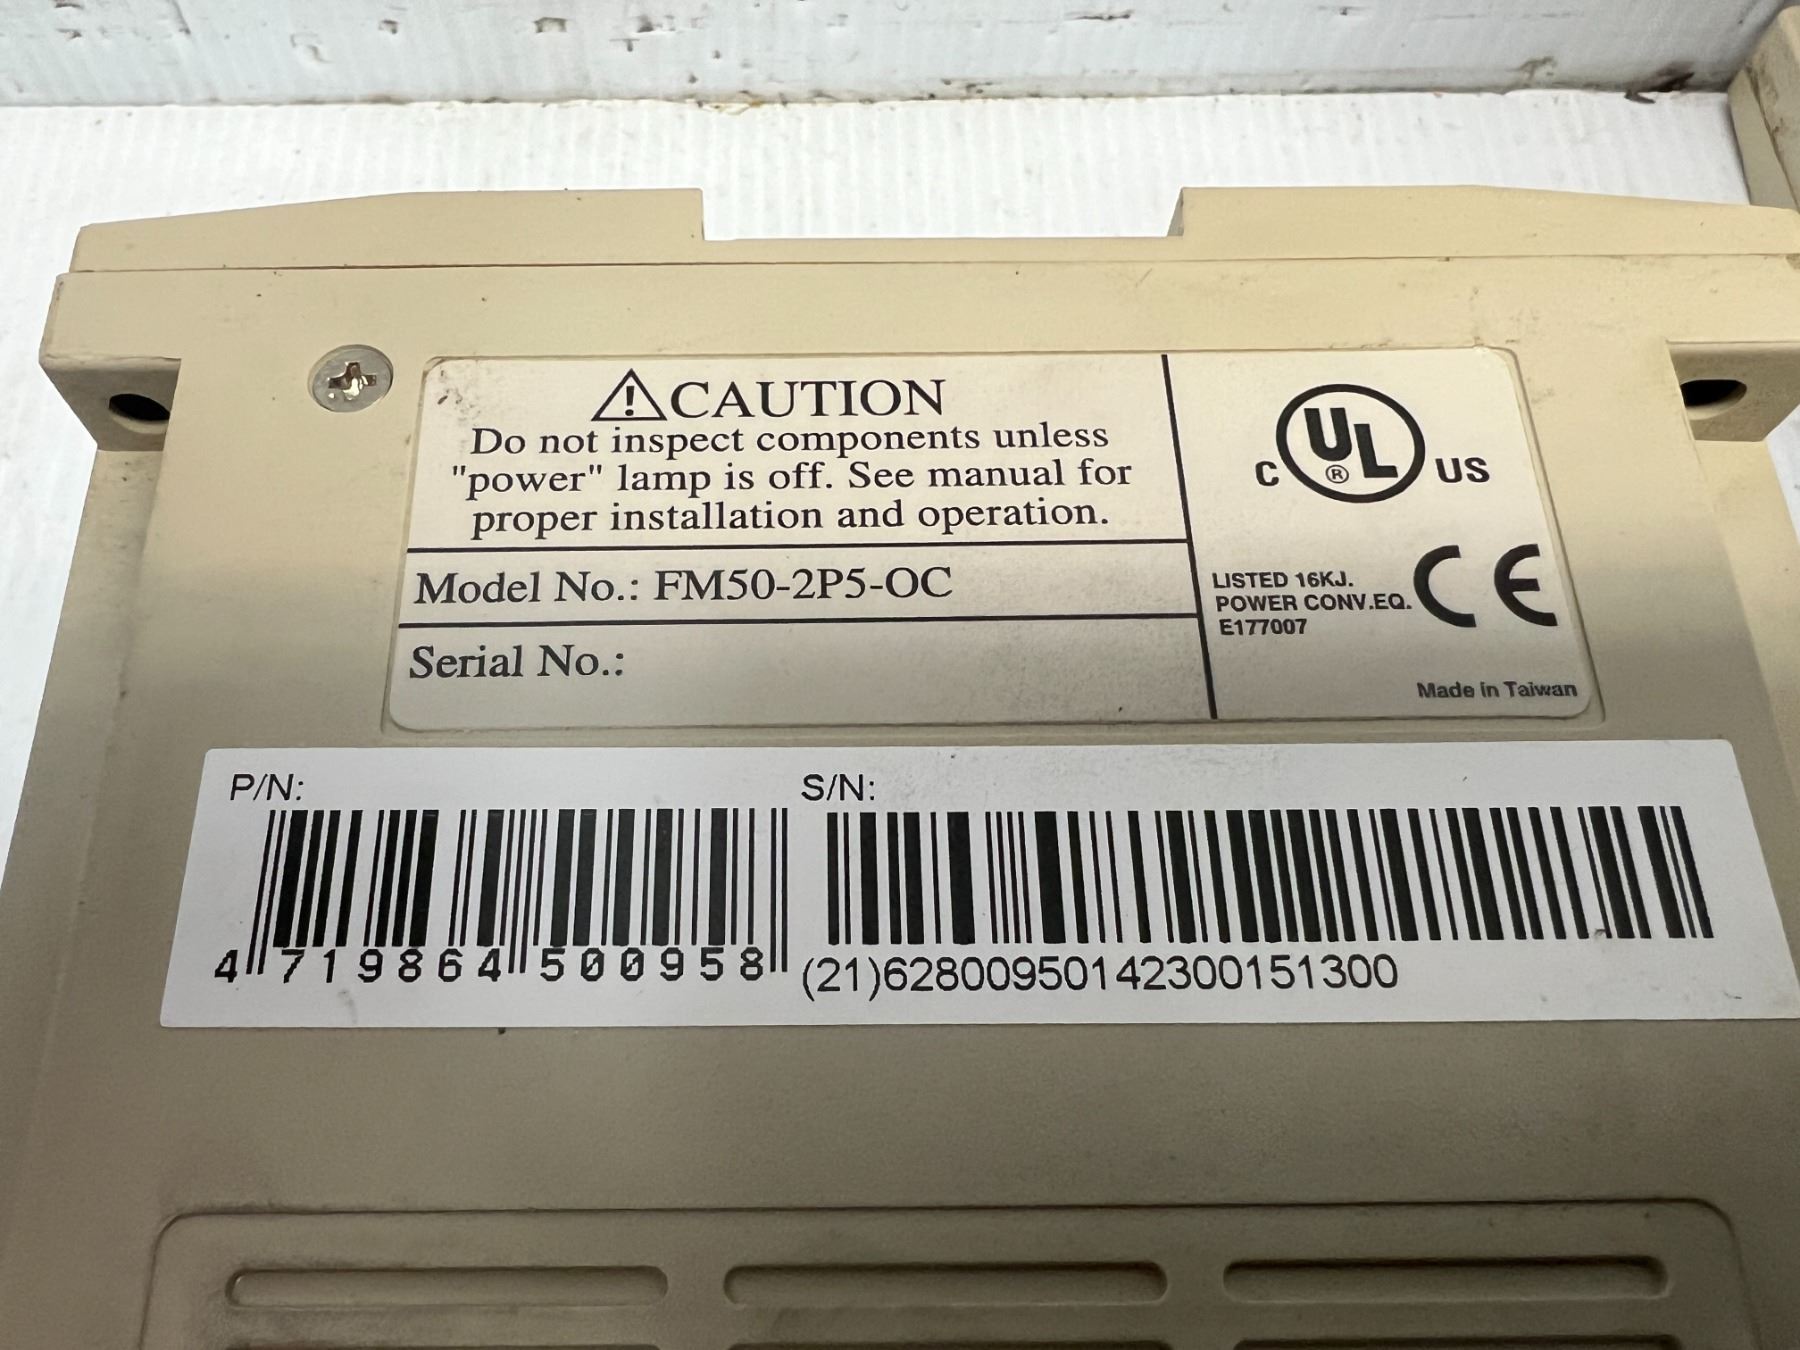 CAUTION
Do not inspect components unless
"power" lamp is off. See manual for
proper installation and operation.
Model No.: FM50-2P5-OC
Serial No.:
C UL® US
LISTED 16KJ.
POWER CONV.EQ.
E177007
CE
Made in Taiwan
P/N:
4 719864 500958
S/N:
(21)62800950142300151300